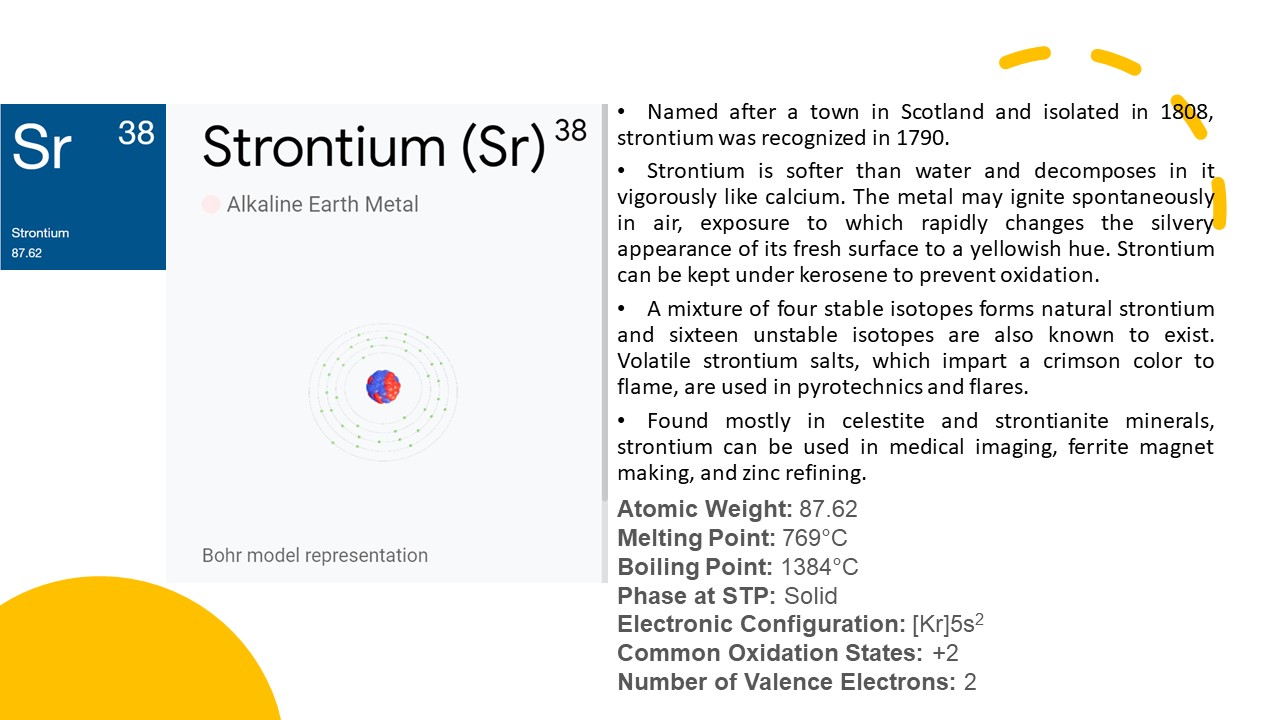 Sr 38
Strontium
87.62
Strontium (Sr) 38
Alkaline Earth Metal
Bohr model representation
• Named after a town in Scotland and isolated in 1808,
strontium was recognized in 1790.
• Strontium is softer than water and decomposes in it
vigorously like calcium. The metal may ignite spontaneously
in air, exposure to which rapidly changes the silvery
appearance of its fresh surface to a yellowish hue. Strontium
can be kept under kerosene to prevent oxidation.
• A mixture of four stable isotopes forms natural strontium
and sixteen unstable isotopes are also known to exist.
Volatile strontium salts, which impart a crimson color to
flame, are used in pyrotechnics and flares.
• Found mostly in celestite and strontianite minerals,
strontium can be used in medical imaging, ferrite magnet
making, and zinc refining.
Atomic Weight: 87.62
Melting Point: 769°C
Boiling Point: 1384°C
Phase at STP: Solid
Electronic Configuration: [Kr]5s²
Common Oxidation States: +2
Number of Valence Electrons: 2